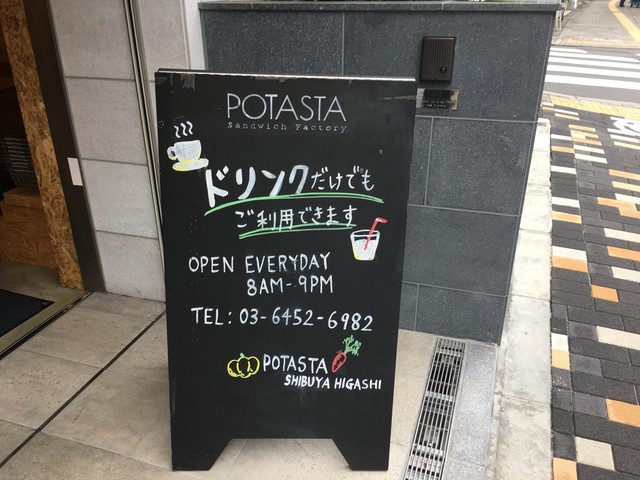 POTASTA
Sandwich Factory
ドリンクだけでも
ご利用できます
OPEN EVERYDAY
8AM-9PM
TEL: 03-6452-6982
POTASTA
SHIBUYA HIGASHI